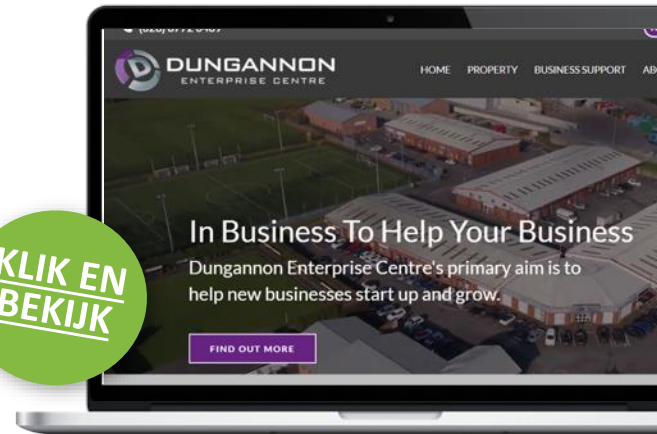 DUNGANNON
ENTERPRISE CENTRE
HOME PROPERTY BUSINESS SUPPORT
In Business To Help Your Business
Dungannon Enterprise Centre's primary aim is to
help new businesses start up and grow.
FIND OUT MORE
KLIK EN
BEKIJK